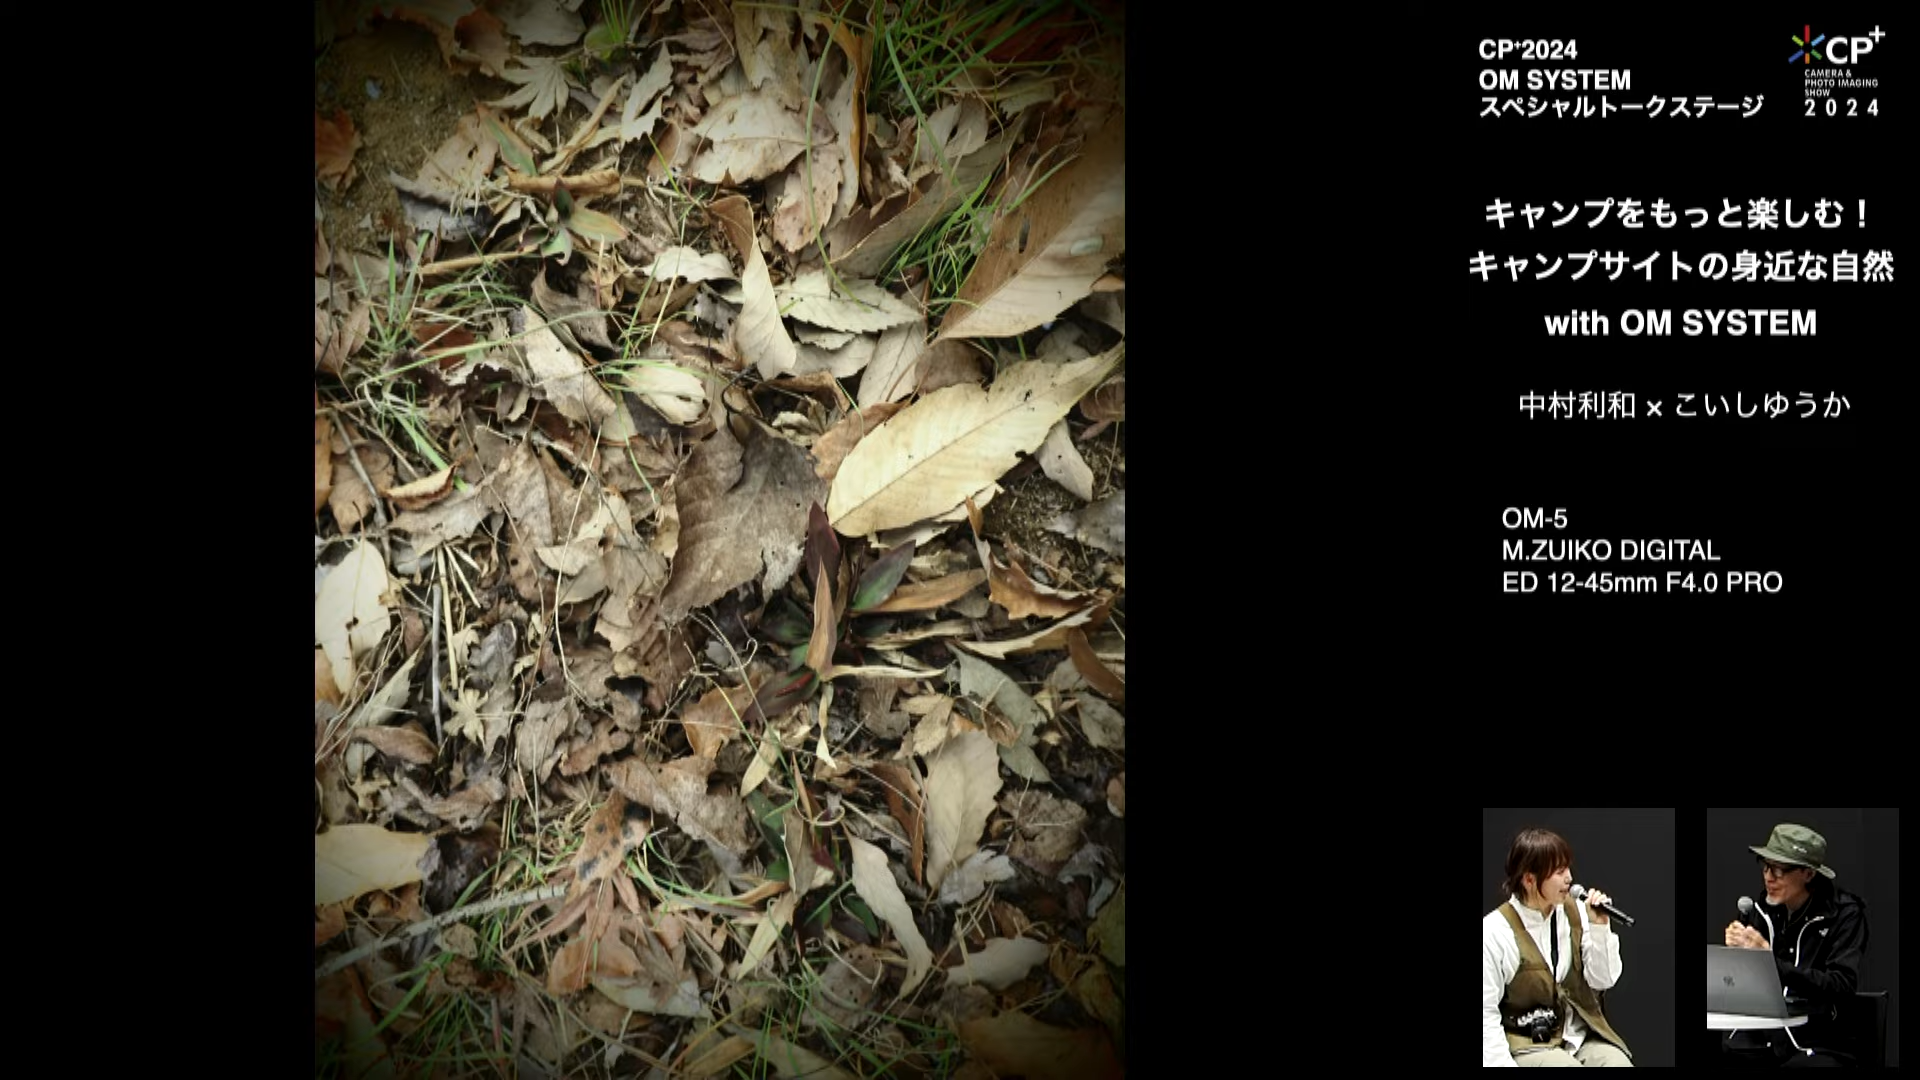 CP+2024
OM SYSTEM
スペシャルトークステージ
CP+
CAMERA &
PHOTO IMAGING
SHOW
2024
キャンプをもっと楽しむ！
キャンプサイトの身近な自然
with OM SYSTEM
中村利和 × こいしゆうか
OM-5
M.ZUIKO DIGITAL
ED 12-45mm F4.0 PRO